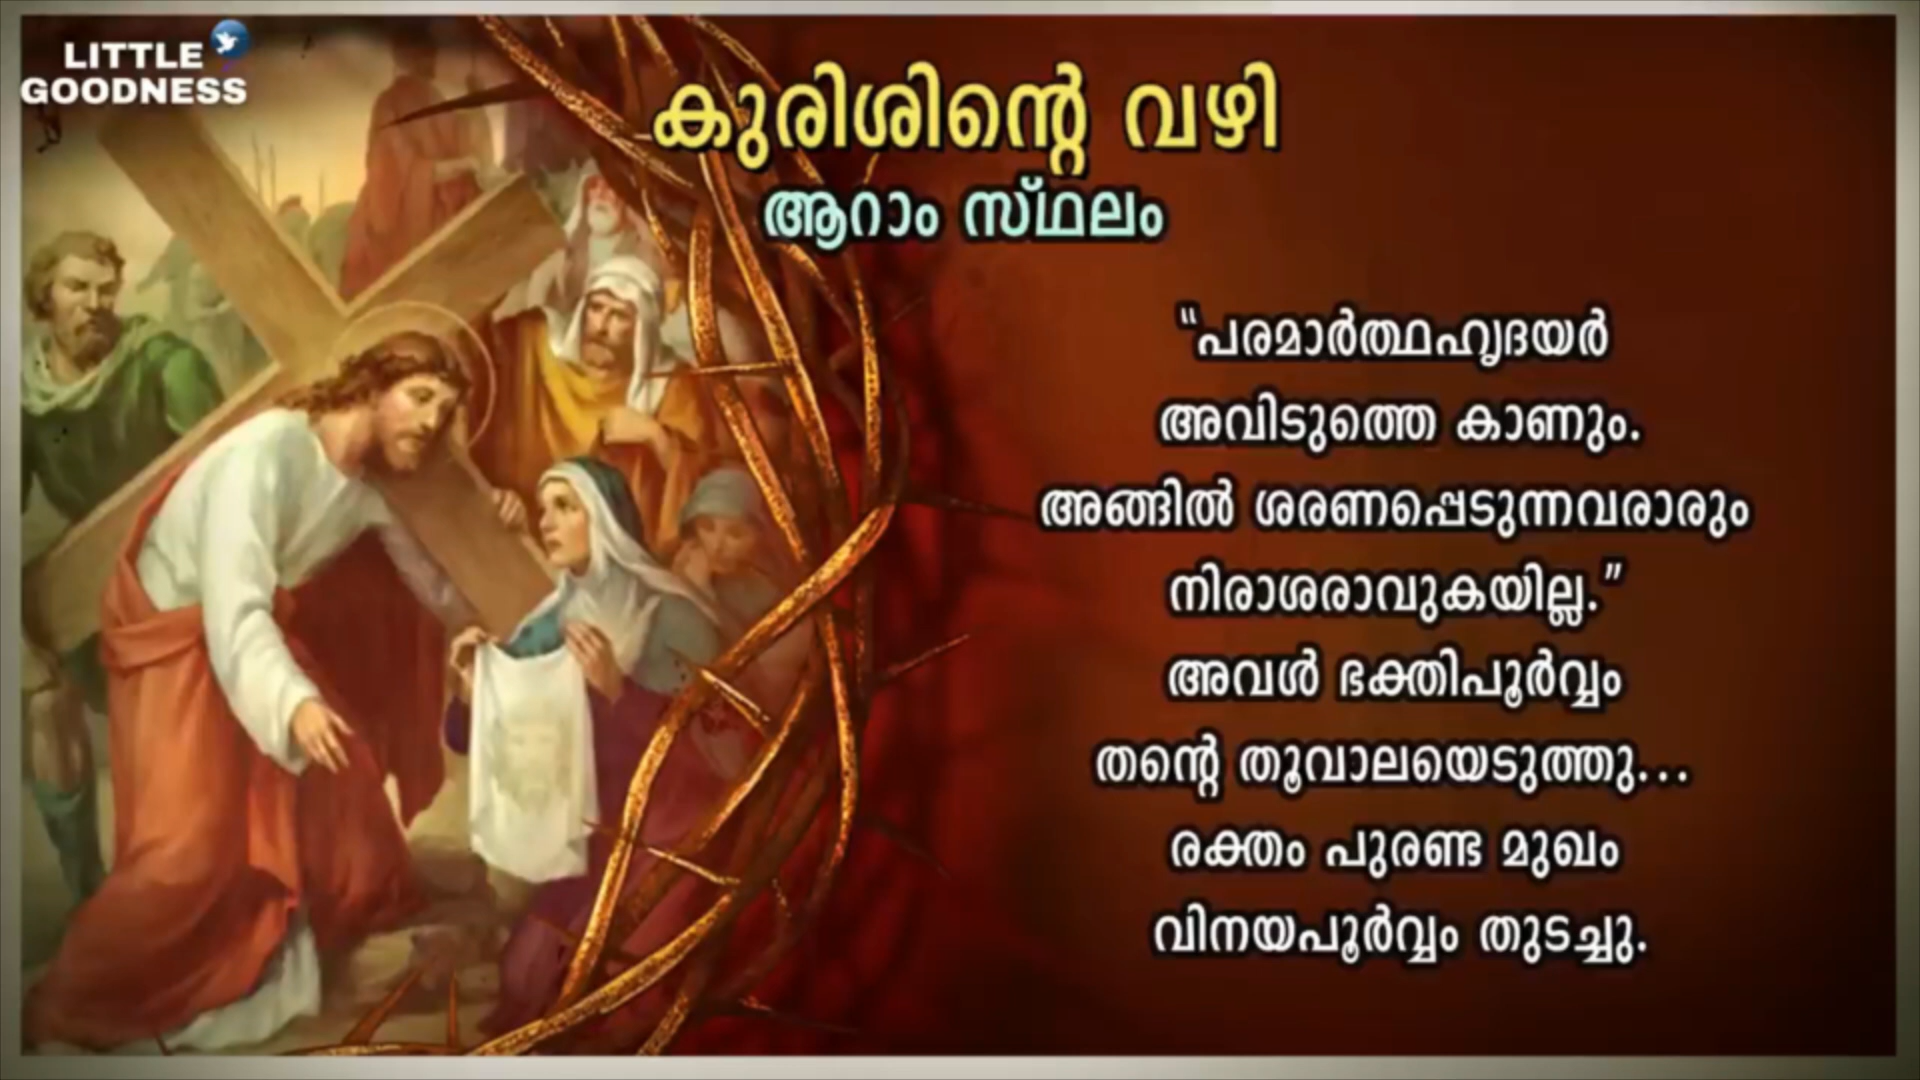 LITTLE
GOODNESS
കുരിശിന്റെ വഴി
ആറാം സ്ഥലം
“പരമാർത്ഥഹൃദയർ
അവിടുത്തെ കാണും.
അങ്ങിൽ ശരണപ്പെടുന്നവരാരും
നിരാശരാവുകയില്ല.”
അവൾ ഭക്തിപൂർവ്വം
തന്റെ തൂവാലയെടുത്തു...
രക്തം പുരണ്ട മുഖം
വിനയപൂർവ്വം തുടച്ചു.